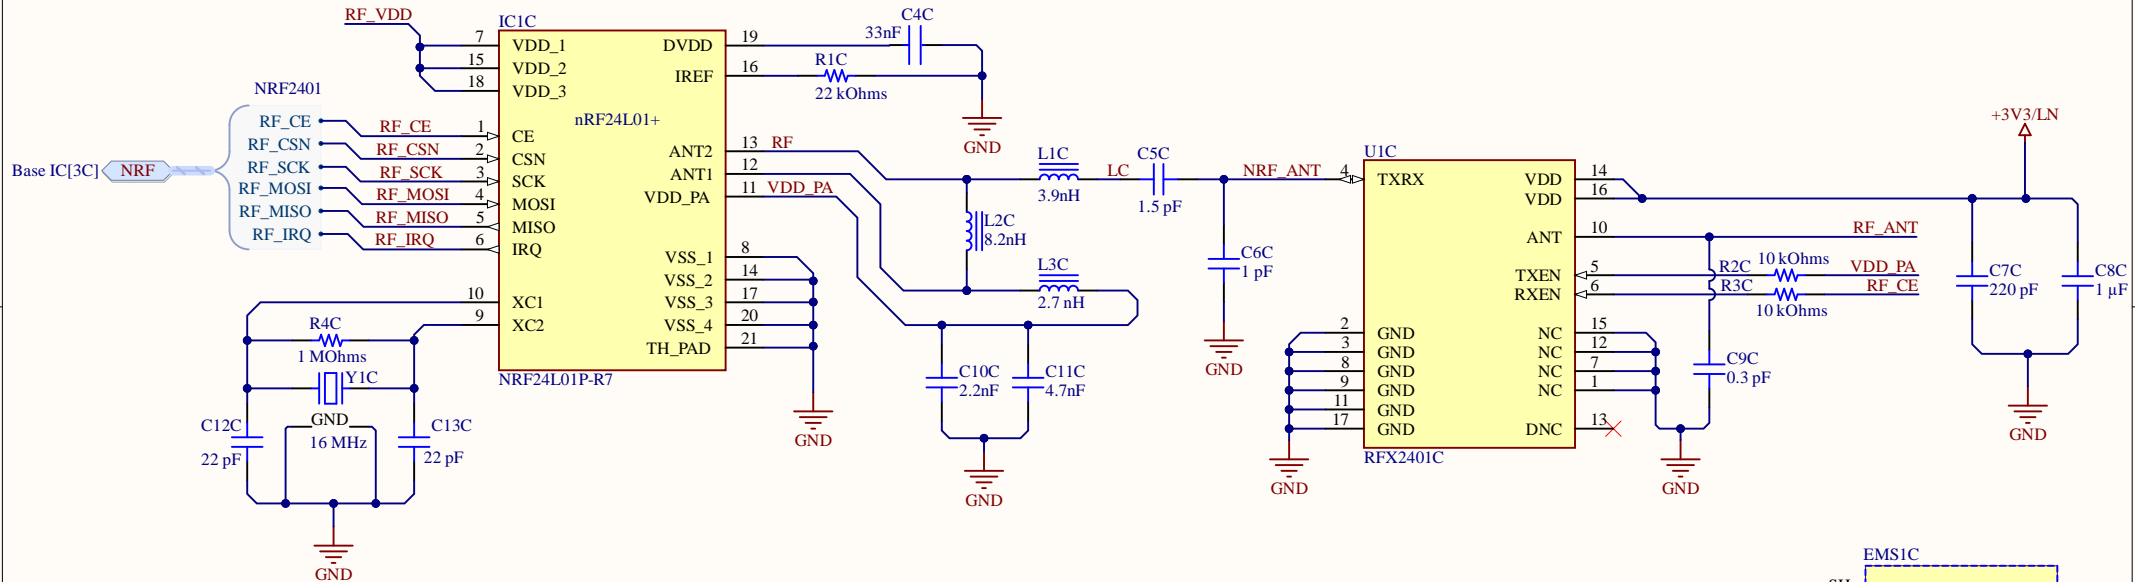 RF_VDD
IC1C
7 VDD_1
15 VDD_2
18 VDD_3
DVDD 19
IREF 16
nRF24L01+
C4C
33nF
R1C
22 kOhms
GND
NRF2401
RF_CE
RF_CSN
RF_SCK
RF_MOSI
RF_MISO
RF_IRQ
Base IC[3C]
NRF
RF_CE 1 CE
RF_CSN 2 CSN
RF_SCK 3 SCK
RF_MOSI 4 MOSI
RF_MISO 5 MISO
RF_IRQ 6 IRQ
10 XC1
9 XC2
ANT2 13 RF
ANT1 12
VDD_PA 11 VDD_PA
VSS_1 8
VSS_2 14
VSS_3 17
VSS_4 20
TH_PAD 21
NRF24L01P-R7
GND
R4C
1 MOhms
Y1C
GND
16 MHz
C12C
22 pF
C13C
22 pF
GND
L1C
3.9nH
LC
C5C
1.5 pF
L2C
8.2nH
L3C
2.7 nH
C10C
2.2nF
C11C
4.7nF
GND
C6C
1 pF
GND
NRF_ANT
U1C
4 TXRX
2 GND
3 GND
8 GND
9 GND
11 GND
17 GND
VDD 14
VDD 16
ANT 10
TXEN 5
RXEN 6
NC 15
NC 12
NC 7
NC 1
DNC 13
RFX2401C
GND
RF_ANT
R2C 10 kOhms VDD_PA
R3C 10 kOhms RF_CE
C9C
0.3 pF
GND
+3V3/LN
C7C
220 pF
C8C
1 µF
GND
EMS1C